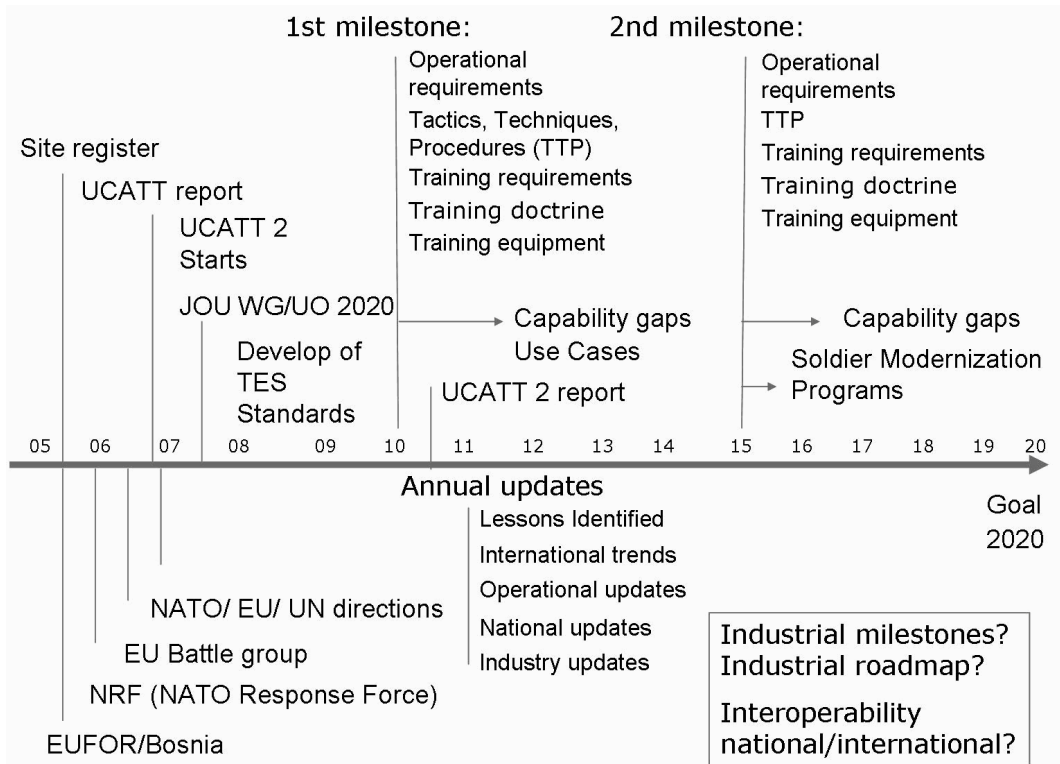 1st milestone:
2nd milestone:
Operational
requirements
Tactics, Techniques,
Procedures (TTP)
Training requirements
Training doctrine
Training equipment
Operational
requirements
TTP
Training requirements
Training doctrine
Training equipment
Site register
UCATT report
UCATT 2
Starts
JOU WG/UO 2020
Develop of
TES
Standards
Capability gaps
Use Cases
UCATT 2 report
Capability gaps
Soldier Modernization
Programs
05 06 07 08 09 10 11 12 13 14 15 16 17 18 19 20
Annual updates
Lessons Identified
International trends
Operational updates
National updates
Industry updates
Goal
2020
NATO/ EU/ UN directions
EU Battle group
NRF (NATO Response Force)
EUFOR/Bosnia
Industrial milestones?
Industrial roadmap?
Interoperability
national/international?